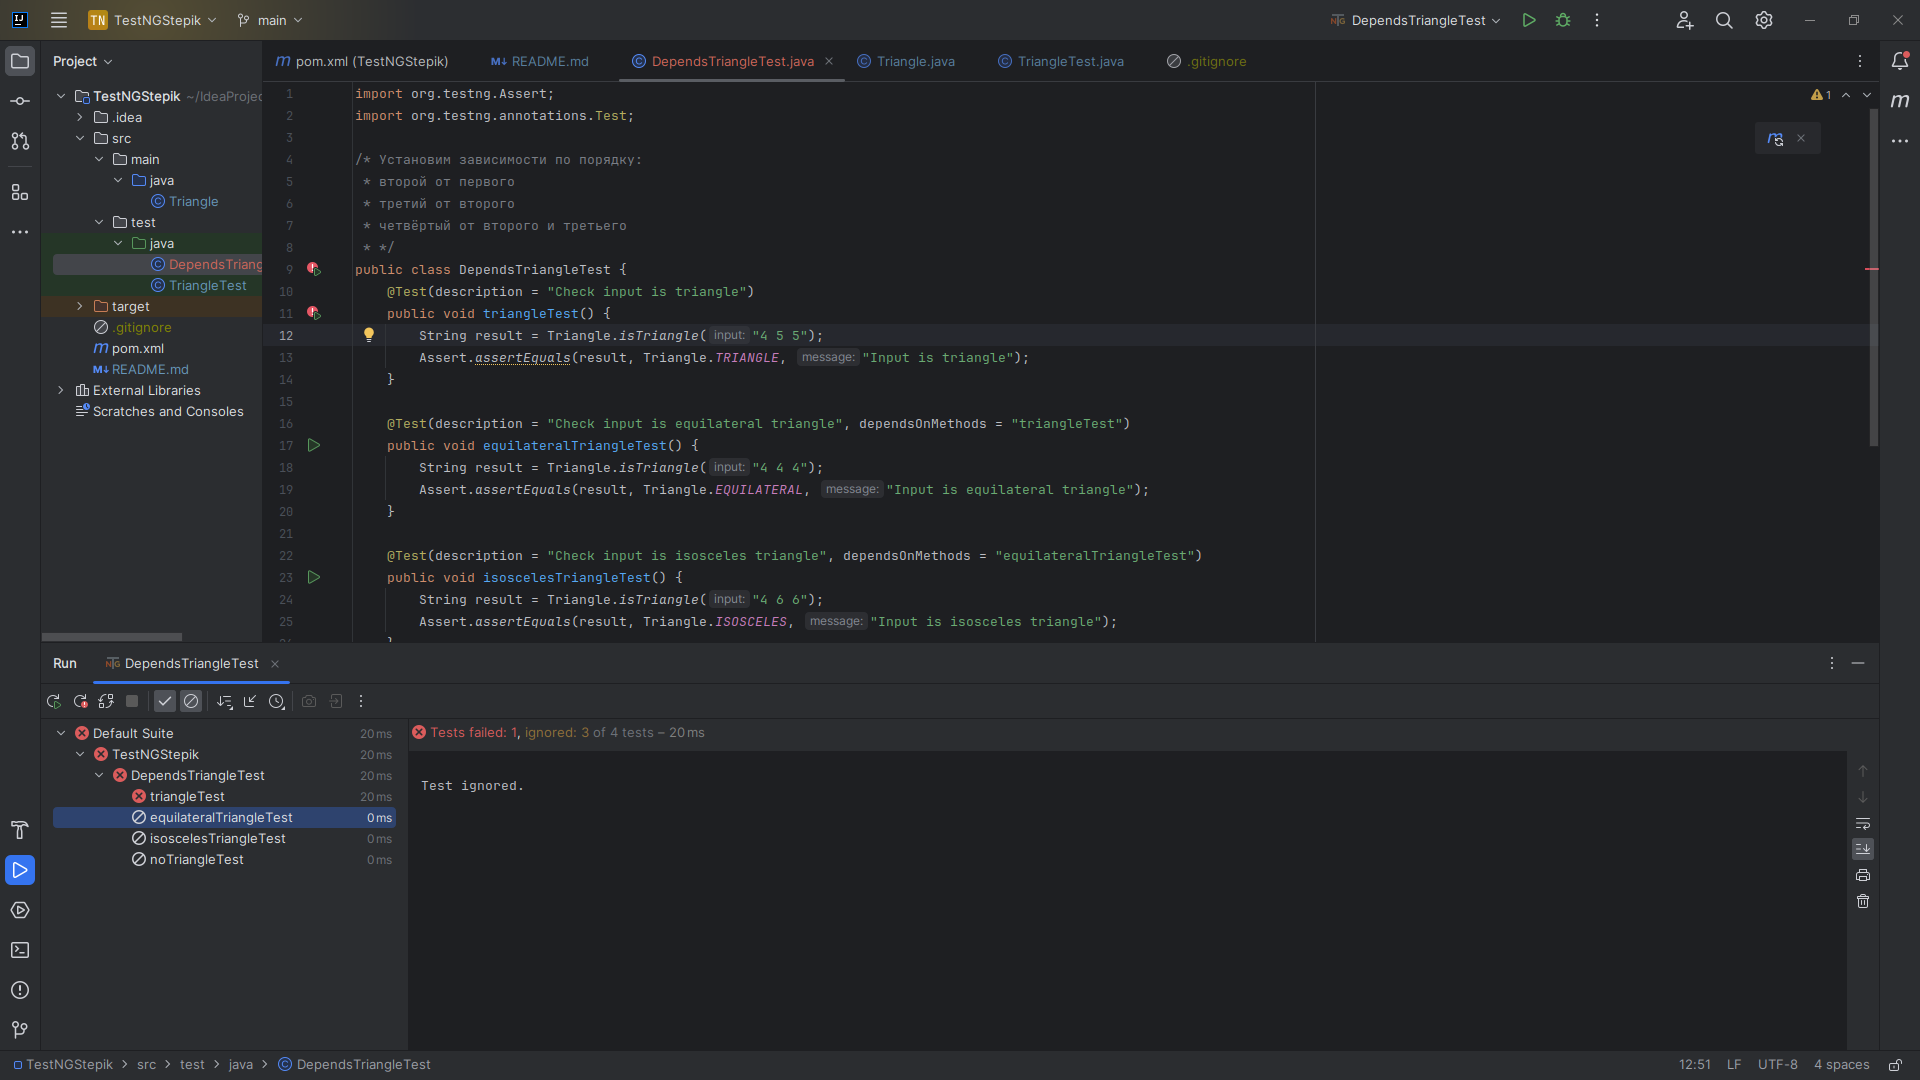 TN TestNGStepik main DependsTriangleTest
Project
pom.xml (TestNGStepik) README.md DependsTriangleTest.java Triangle.java TriangleTest.java .gitignore
TestNGStepik ~/IdeaProjec
.idea
src
main
java
Triangle
test
java
DependsTriang
TriangleTest
target
.gitignore
pom.xml
README.md
External Libraries
Scratches and Consoles
1
1 import org.testng.Assert;
2 import org.testng.annotations.Test;
3
4 /* Установим зависимости по порядку:
5 * второй от первого
6 * третий от второго
7 * четвёртый от второго и третьего
8 * */
9 public class DependsTriangleTest {
10 @Test(description = "Check input is triangle")
11 public void triangleTest() {
12 String result = Triangle.isTriangle( input: "4 5 5");
13 Assert.assertEquals(result, Triangle.TRIANGLE, message: "Input is triangle");
14 }
15
16 @Test(description = "Check input is equilateral triangle", dependsOnMethods = "triangleTest")
17 public void equilateralTriangleTest() {
18 String result = Triangle.isTriangle( input: "4 4 4");
19 Assert.assertEquals(result, Triangle.EQUILATERAL, message: "Input is equilateral triangle");
20 }
21
22 @Test(description = "Check input is isosceles triangle", dependsOnMethods = "equilateralTriangleTest")
23 public void isoscelesTriangleTest() {
24 String result = Triangle.isTriangle( input: "4 6 6");
25 Assert.assertEquals(result, Triangle.ISOSCELES, message: "Input is isosceles triangle");
Run DependsTriangleTest
Default Suite 20 ms
TestNGStepik 20 ms
DependsTriangleTest 20 ms
triangleTest 20 ms
equilateralTriangleTest 0 ms
isoscelesTriangleTest 0 ms
noTriangleTest 0 ms
Tests failed: 1, ignored: 3 of 4 tests – 20 ms
Test ignored.
TestNGStepik > src > test > java > DependsTriangleTest
12:51 LF UTF-8 4 spaces